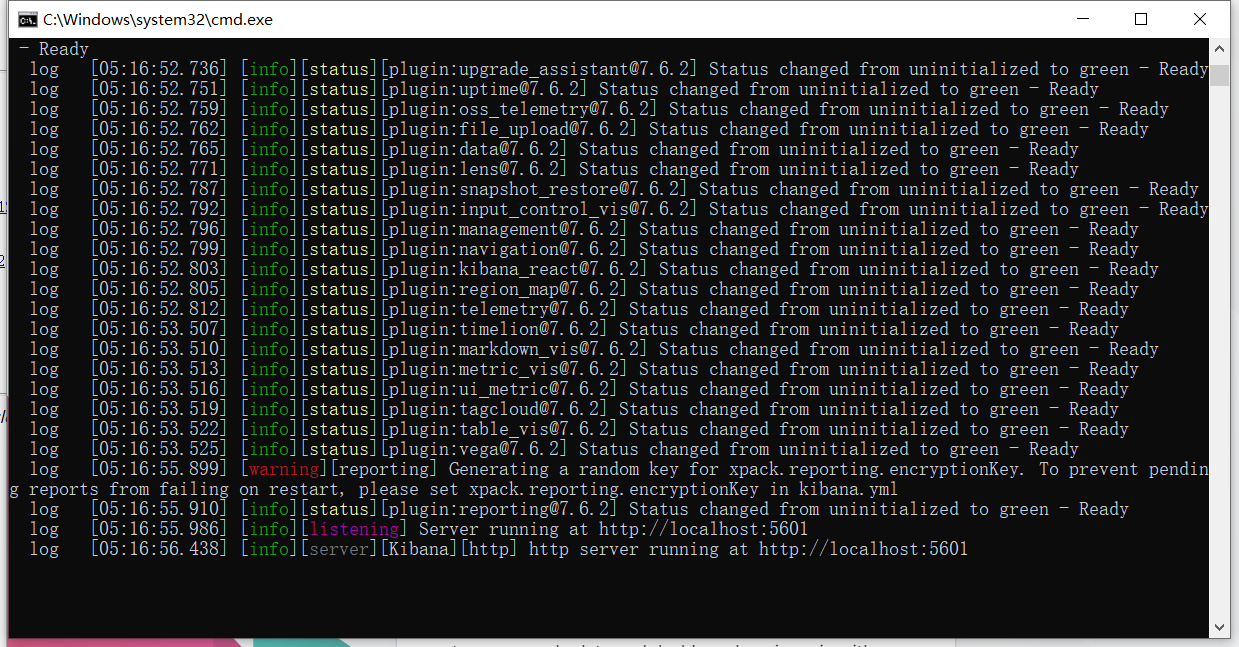 C:\Windows\system32\cmd.exe
- Ready
log [05:16:52.736] [info][status][plugin:upgrade_assistant@7.6.2] Status changed from uninitialized to green - Ready
log [05:16:52.751] [info][status][plugin:uptime@7.6.2] Status changed from uninitialized to green - Ready
log [05:16:52.759] [info][status][plugin:oss_telemetry@7.6.2] Status changed from uninitialized to green - Ready
log [05:16:52.762] [info][status][plugin:file_upload@7.6.2] Status changed from uninitialized to green - Ready
log [05:16:52.765] [info][status][plugin:data@7.6.2] Status changed from uninitialized to green - Ready
log [05:16:52.771] [info][status][plugin:lens@7.6.2] Status changed from uninitialized to green - Ready
log [05:16:52.787] [info][status][plugin:snapshot_restore@7.6.2] Status changed from uninitialized to green - Ready
log [05:16:52.792] [info][status][plugin:input_control_vis@7.6.2] Status changed from uninitialized to green - Ready
log [05:16:52.796] [info][status][plugin:management@7.6.2] Status changed from uninitialized to green - Ready
log [05:16:52.799] [info][status][plugin:navigation@7.6.2] Status changed from uninitialized to green - Ready
log [05:16:52.803] [info][status][plugin:kibana_react@7.6.2] Status changed from uninitialized to green - Ready
log [05:16:52.805] [info][status][plugin:region_map@7.6.2] Status changed from uninitialized to green - Ready
log [05:16:52.812] [info][status][plugin:telemetry@7.6.2] Status changed from uninitialized to green - Ready
log [05:16:53.507] [info][status][plugin:timelion@7.6.2] Status changed from uninitialized to green - Ready
log [05:16:53.510] [info][status][plugin:markdown_vis@7.6.2] Status changed from uninitialized to green - Ready
log [05:16:53.513] [info][status][plugin:metric_vis@7.6.2] Status changed from uninitialized to green - Ready
log [05:16:53.516] [info][status][plugin:ui_metric@7.6.2] Status changed from uninitialized to green - Ready
log [05:16:53.519] [info][status][plugin:tagcloud@7.6.2] Status changed from uninitialized to green - Ready
log [05:16:53.522] [info][status][plugin:table_vis@7.6.2] Status changed from uninitialized to green - Ready
log [05:16:53.525] [info][status][plugin:vega@7.6.2] Status changed from uninitialized to green - Ready
log [05:16:55.899] [warning][reporting] Generating a random key for xpack.reporting.encryptionKey. To prevent pendin
g reports from failing on restart, please set xpack.reporting.encryptionKey in kibana.yml
log [05:16:55.910] [info][status][plugin:reporting@7.6.2] Status changed from uninitialized to green - Ready
log [05:16:55.986] [info][listening] Server running at http://localhost:5601
log [05:16:56.438] [info][server][Kibana][http] http server running at http://localhost:5601